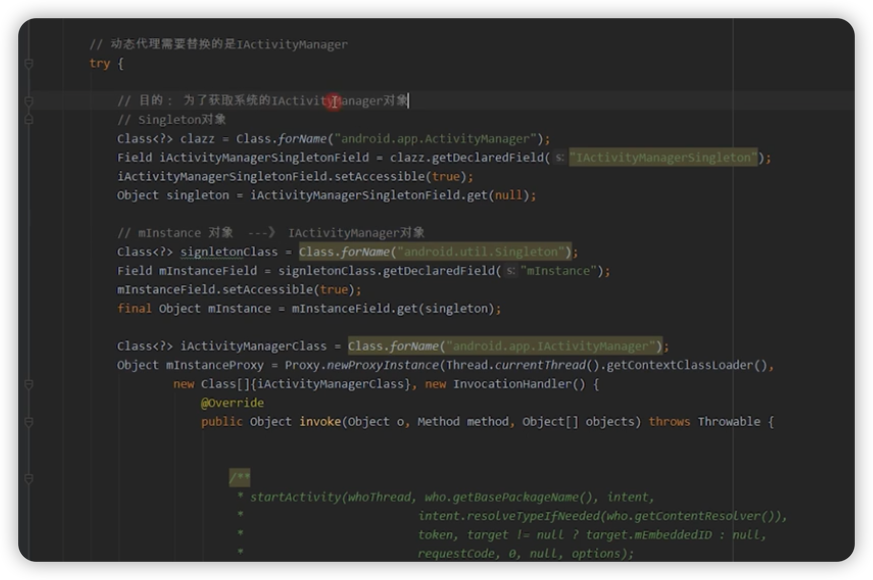 // 动态代理需要替换的是IActivityManager
try {
// 目的： 为了获取系统的IActivityManager对象
// Singleton对象
Class<?> clazz = Class.forName("android.app.ActivityManager");
Field iActivityManagerSingletonField = clazz.getDeclaredField( s: "IActivityManagerSingleton");
iActivityManagerSingletonField.setAccessible(true);
Object singleton = iActivityManagerSingletonField.get(null);
// mInstance 对象 ---》 IActivityManager对象
Class<?> signletonClass = Class.forName("android.util.Singleton");
Field mInstanceField = signletonClass.getDeclaredField( s: "mInstance");
mInstanceField.setAccessible(true);
final Object mInstance = mInstanceField.get(singleton);
Class<?> iActivityManagerClass = Class.forName("android.app.IActivityManager");
Object mInstanceProxy = Proxy.newProxyInstance(Thread.currentThread().getContextClassLoader(),
new Class[]{iActivityManagerClass}, new InvocationHandler() {
@Override
public Object invoke(Object o, Method method, Object[] objects) throws Throwable {
/**
* startActivity(whoThread, who.getBasePackageName(), intent,
* intent.resolveTypeIfNeeded(who.getContentResolver()),
* token, target != null ? target.mEmbeddedID : null,
* requestCode, 0, null, options);